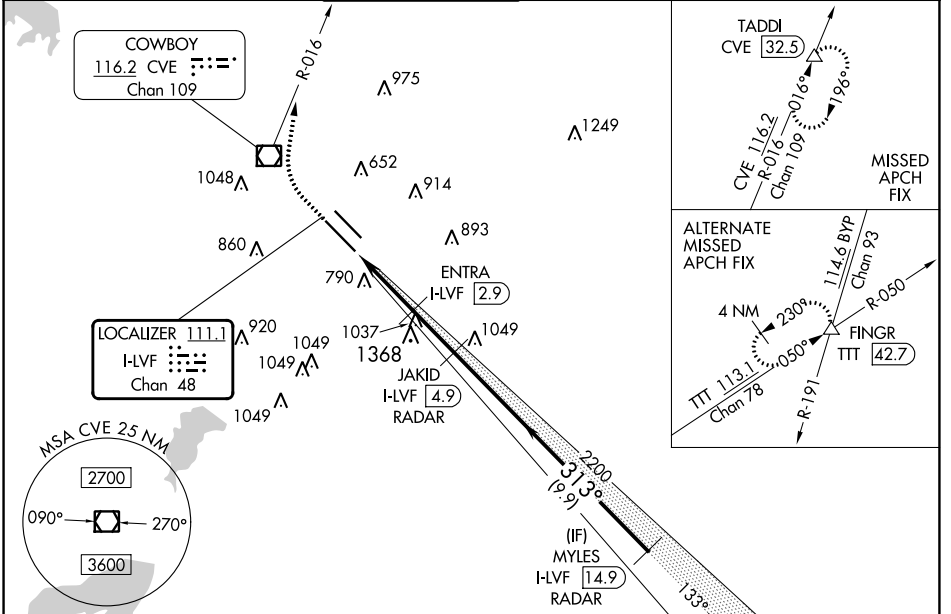 COWBOY
116.2 CVE
Chan 109
R-016
975
1249
652
1048
914
893
860
790
ENTRA
I-LVF 2.9
LOCALIZER 111.1
I-LVF
Chan 48
920
1049
1049
1049
1037
1368
1049
JAKID
I-LVF 4.9
RADAR
2200
313°
(9.9)
(IF)
MYLES
I-LVF 14.9
RADAR
133°
MSA CVE 25 NM
2700
090°
270°
3600
TADDI
CVE 32.5
016°
196°
CVE 116.2
R-016
Chan 109
MISSED
APCH
FIX
ALTERNATE
MISSED
APCH FIX
114.6 BYP
Chan 93
R-050
4 NM
230°
050°
FINGR
TTT 42.7
TTT 113.1
Chan 78
R-191